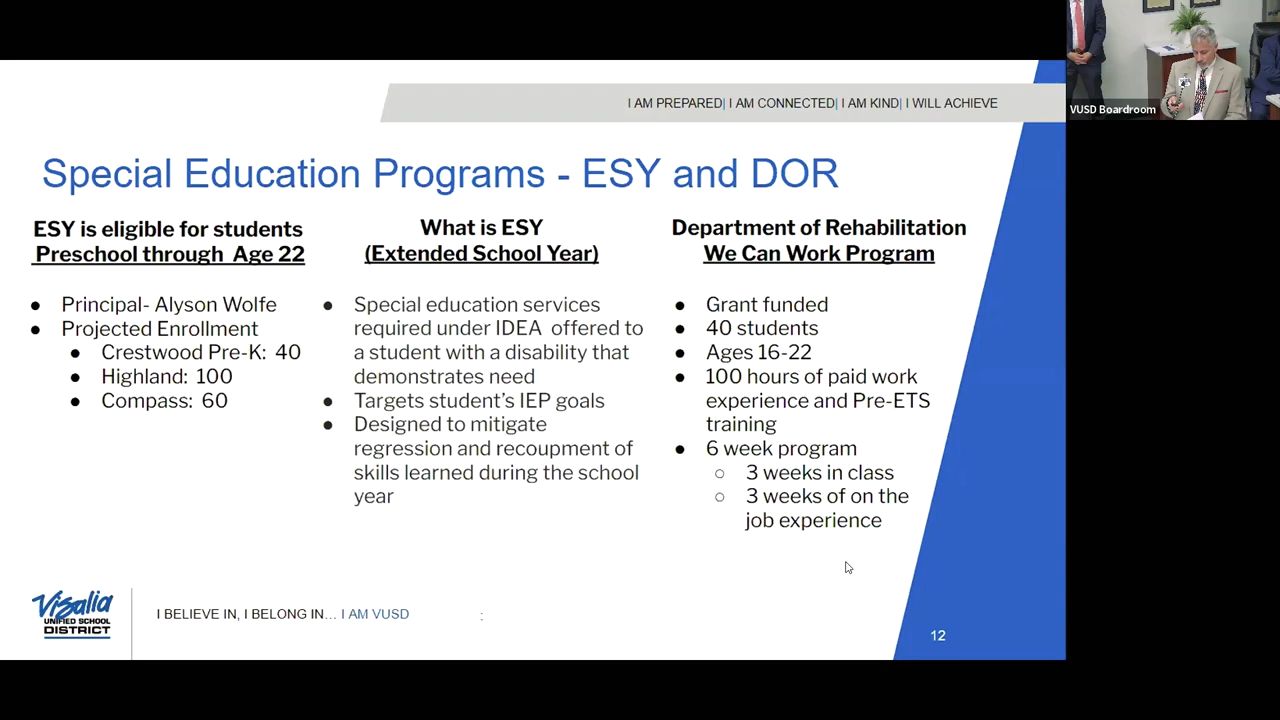 VUSD Boardroom
I AM PREPARED| I AM CONNECTED| I AM KIND| I WILL ACHIEVE
Special Education Programs - ESY and DOR
ESY is eligible for students
Preschool through Age 22
● Principal- Alyson Wolfe
● Projected Enrollment
● Crestwood Pre-K: 40
● Highland: 100
● Compass: 60
What is ESY
(Extended School Year)
● Special education services
required under IDEA offered to
a student with a disability that
demonstrates need
● Targets student's IEP goals
● Designed to mitigate
regression and recoupment of
skills learned during the school
year
Department of Rehabilitation
We Can Work Program
● Grant funded
● 40 students
● Ages 16-22
● 100 hours of paid work
experience and Pre-ETS
training
● 6 week program
○ 3 weeks in class
○ 3 weeks of on the
job experience
Visalia
UNIFIED SCHOOL
DISTRICT
I BELIEVE IN, I BELONG IN... I AM VUSD
:
12